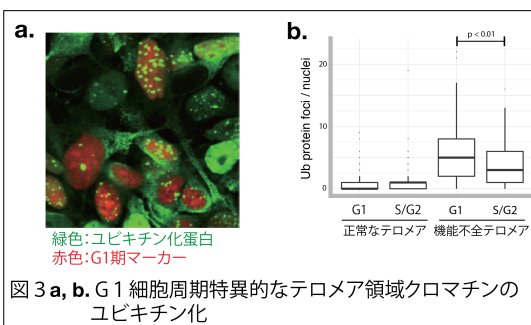 a.
緑色：ユビキチン化蛋白
赤色：G1期マーカー
b.
p < 0.01
Ub protein foci / nuclei
20
10
0
G1 S/G2 G1 S/G2
正常なテロメア 機能不全テロメア
図 3 a, b. G 1 細胞周期特異的なテロメア領域クロマチンの
ユビキチン化